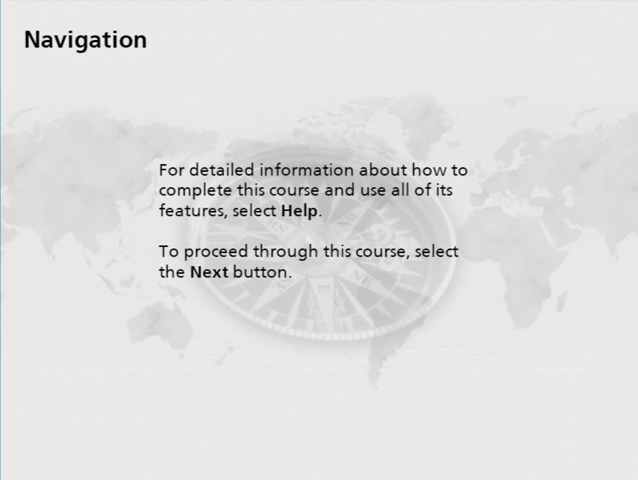 Navigation
For detailed information about how to
complete this course and use all of its
features, select Help.
To proceed through this course, select
the Next button.